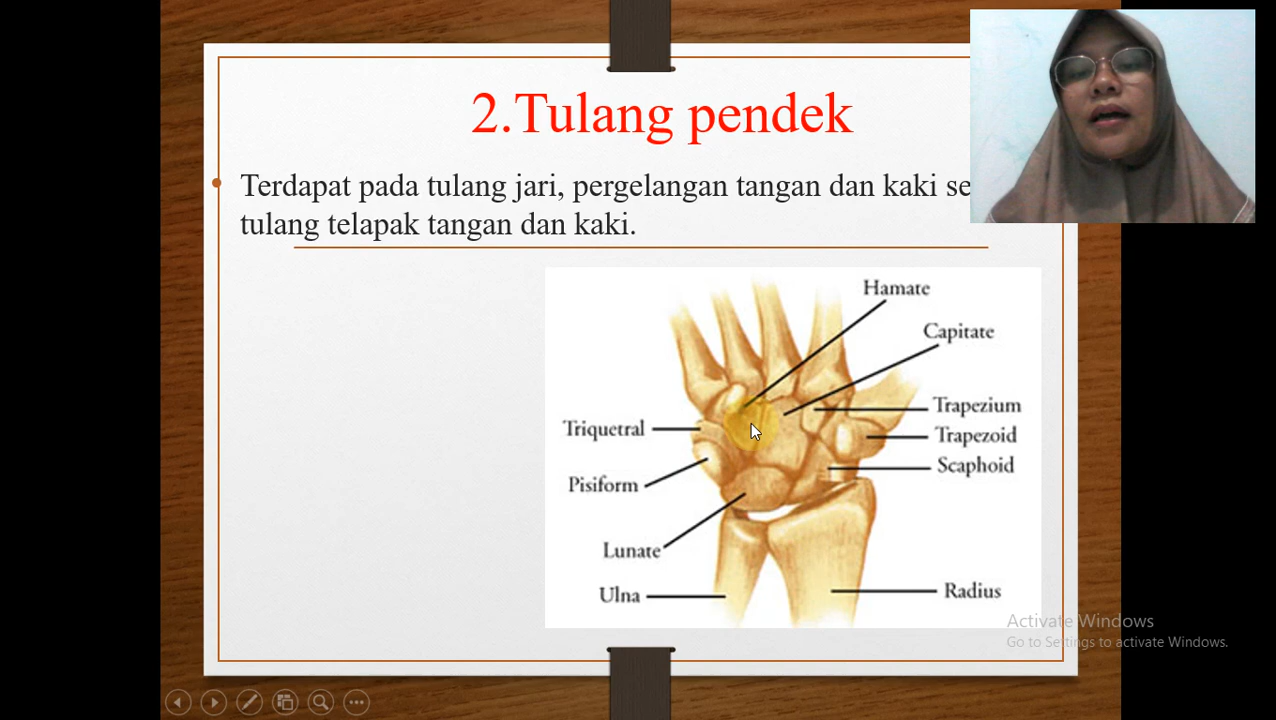 2.Tulang pendek
Terdapat pada tulang jari, pergelangan tangan dan kaki se
tulang telapak tangan dan kaki.
Hamate
Capitate
Trapezium
Triquetral
Trapezoid
Scaphoid
Pisiform
Lunate
Ulna
Radius
Activate Windows
Go to Settings to activate Windows.